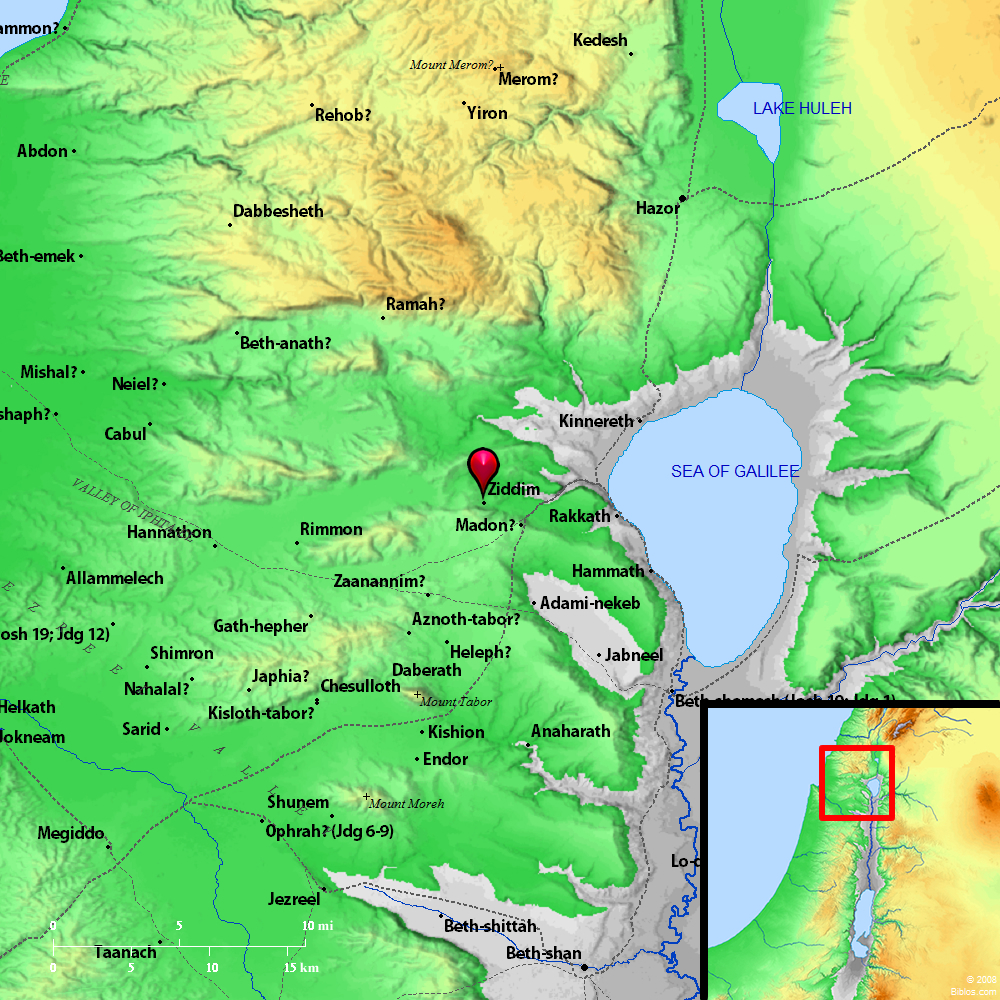 ammon?
Kedesh
Mount Merom?
Merom?
E
LAKE HULEH
Rehob?
Yiron
Abdon
Hazor
Dabbesheth
Beth-emek
Ramah?
Beth-anath?
Mishal?
Neiel?
shaph?
Cabul
Kinnereth
SEA OF GALILEE
Ziddim
VALLEY OF IPHTAHEL
Madon?
Rakkath
Hannathon
Rimmon
Hammath
Allammelech
Zaanannim?
Adami-nekeb
Aznoth-tabor?
Gath-hepher
osh 19; Jdg 12)
Heleph?
Jabneel
Shimron
Daberath
Japhia?
Nahalal?
Chesulloth
Mount Tabor
Beth-shemesh (Josh 19; Jdg 1)
Helkath
Kisloth-tabor?
Sarid
Kishion
Anaharath
Jokneam
E Z R E E L V A L L E Y
Endor
Shunem
Mount Moreh
Ophrah? (Jdg 6-9)
Megiddo
Lo-d
Jezreel
Beth-shittah
0 5 10 mi
Taanach
Beth-shan
0 5 10 15 km
© 2008
Biblos.com